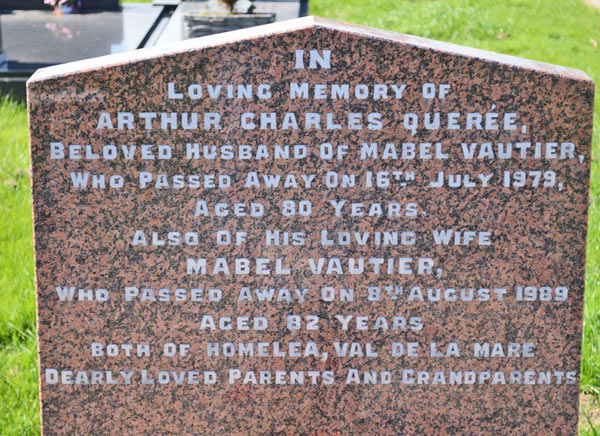 IN
LOVING MEMORY OF
ARTHUR CHARLES QUERÉE,
BELOVED HUSBAND OF MABEL VAUTIER,
WHO PASSED AWAY ON 16TH JULY 1979,
AGED 80 YEARS.
ALSO OF HIS LOVING WIFE
MABEL VAUTIER,
WHO PASSED AWAY ON 8TH AUGUST 1989
AGED 82 YEARS
BOTH OF HOMELEA, VAL DE LA MARE
DEARLY LOVED PARENTS AND GRANDPARENTS